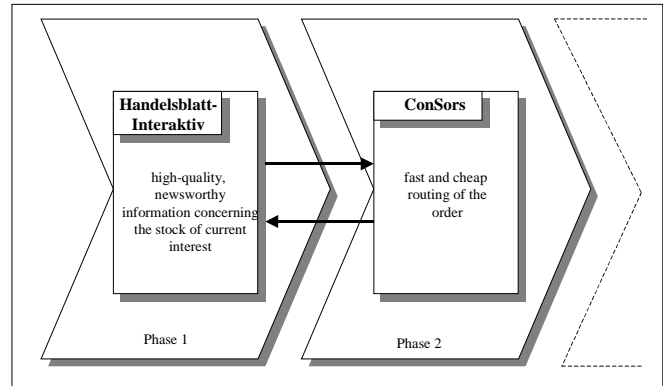 Handelsblatt-
Interaktiv
high-quality,
newsworthy
information concerning
the stock of current
interest
Phase 1
ConSors
fast and cheap
routing of the
order
Phase 2